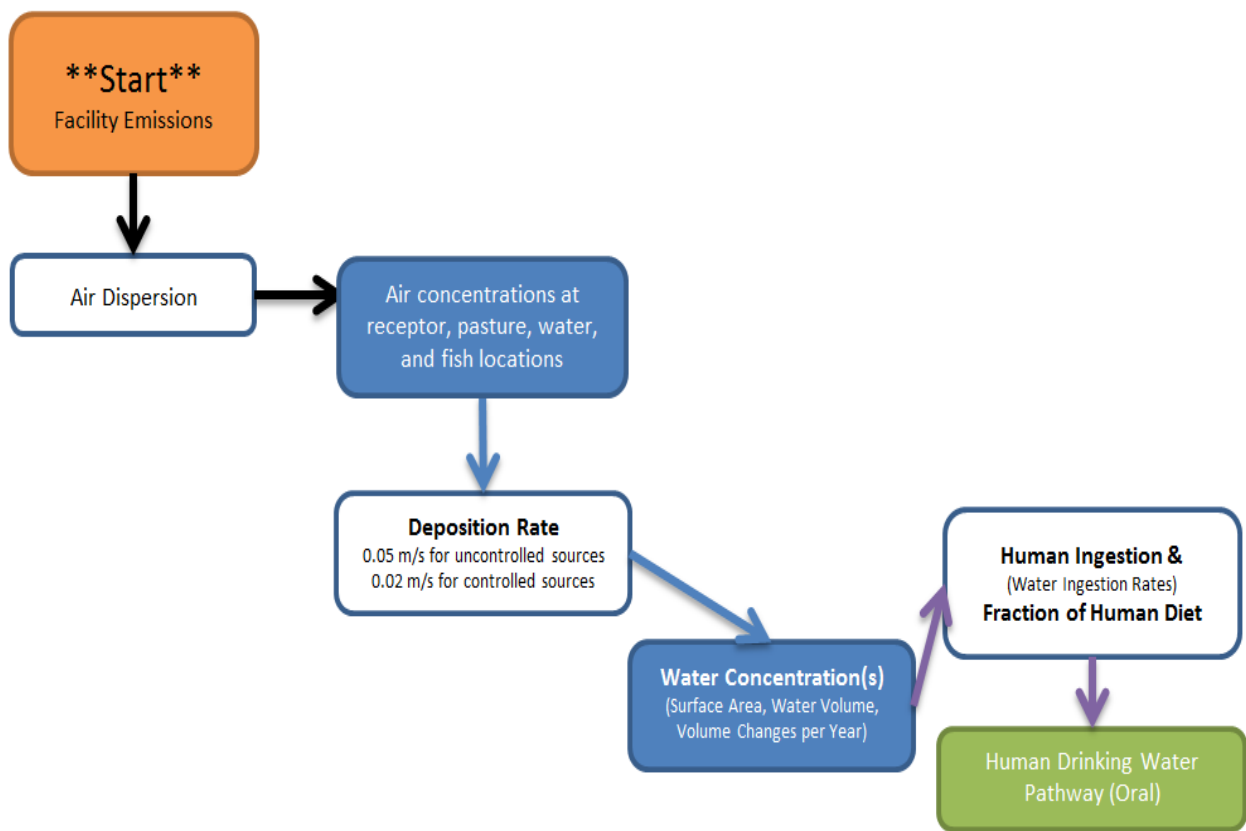 **Start**
Facility Emissions
Air Dispersion
Air concentrations at
receptor, pasture, water,
and fish locations
Deposition Rate
0.05 m/s for uncontrolled sources
0.02 m/s for controlled sources
Water Concentration(s)
(Surface Area, Water Volume,
Volume Changes per Year)
Human Ingestion &
(Water Ingestion Rates)
Fraction of Human Diet
Human Drinking Water
Pathway (Oral)